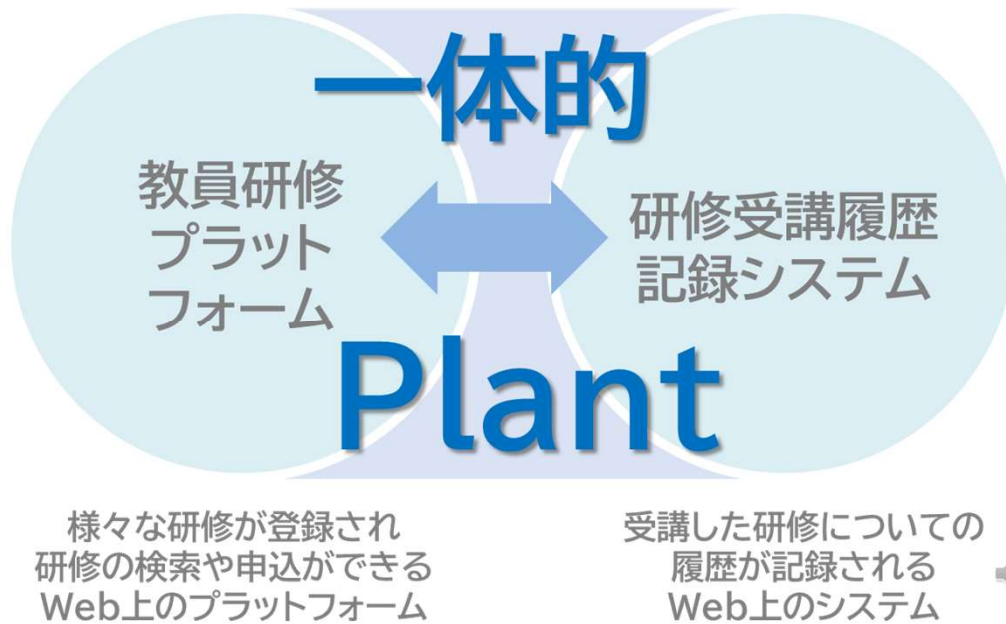 一体的
教員研修
プラット
フォーム
研修受講履歴
記録システム
Plant
様々な研修が登録され
研修の検索や申込ができる
Web上のプラットフォーム
受講した研修についての
履歴が記録される
Web上のシステム